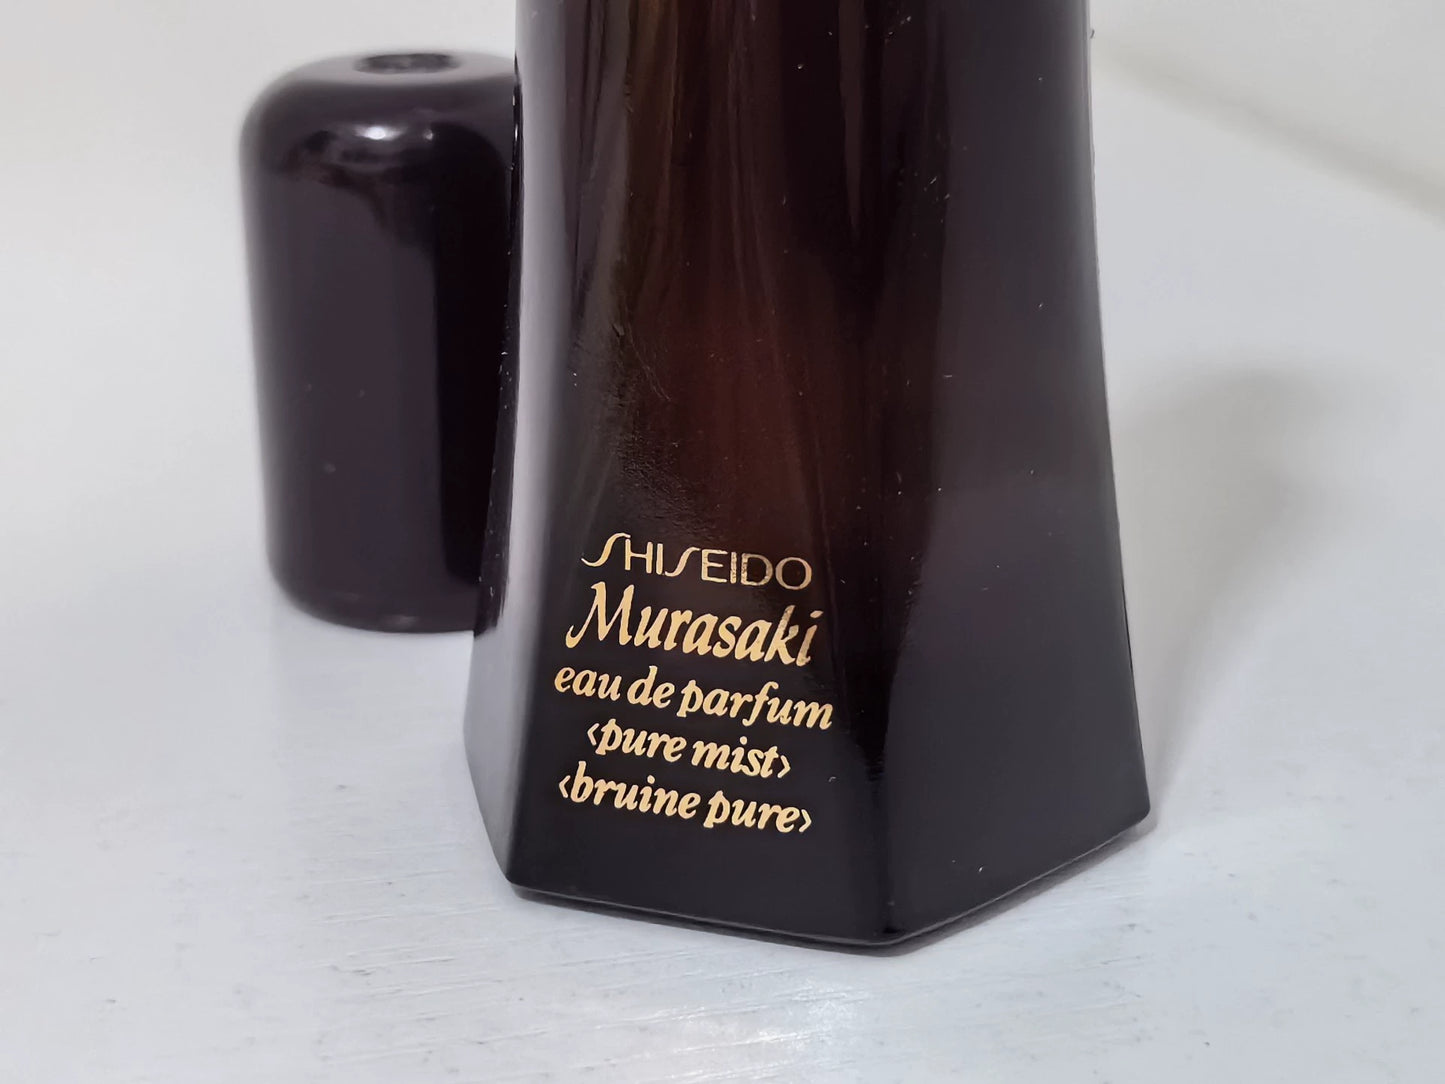 SHISEIDO
Murasaki
eau de parfum
‹pure mist›
‹bruine pure›